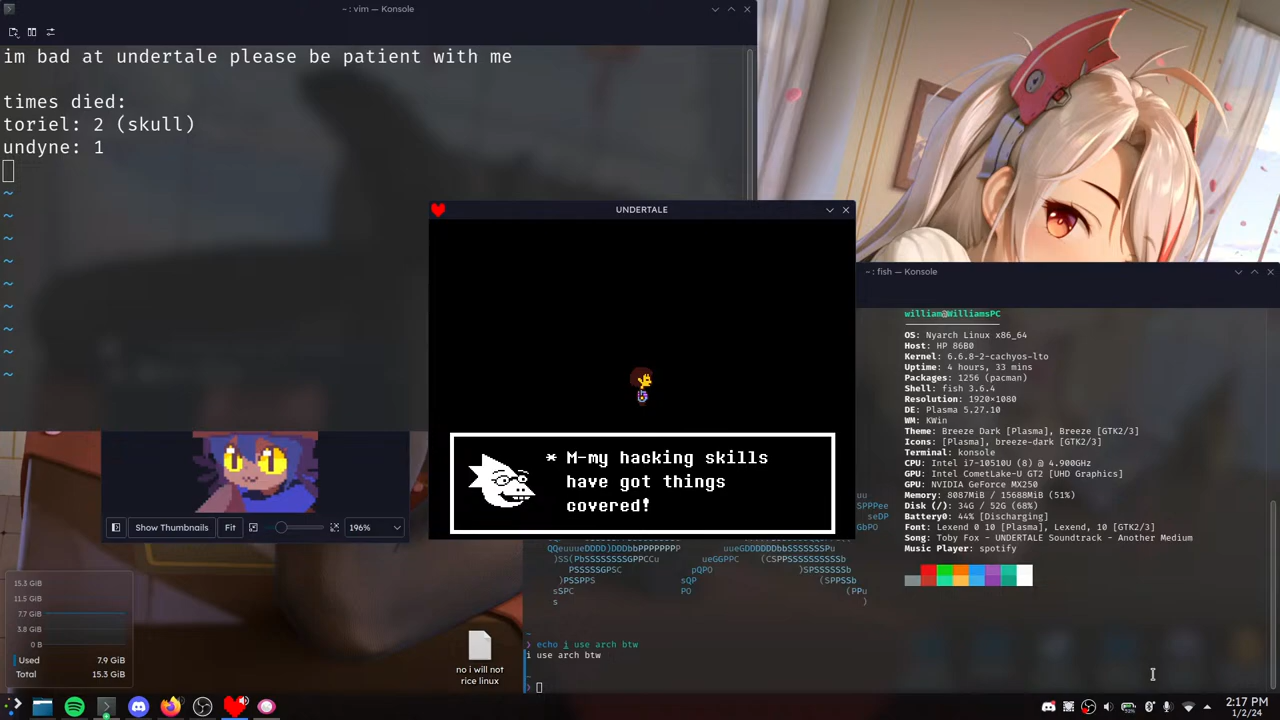 ~ : vim — Konsole
im bad at undertale please be patient with me
times died:
toriel: 2 (skull)
undyne: 1
~
~
~
~
~
~
~
~
~
UNDERTALE
* M-my hacking skills
have got things
covered!
Show Thumbnails
Fit
196%
~ : fish — Konsole
william@WilliamsPC
OS: Nyarch Linux x86_64
Host: HP 86B0
Kernel: 6.6.8-2-cachyos-lto
Uptime: 4 hours, 33 mins
Packages: 1256 (pacman)
Shell: fish 3.6.4
Resolution: 1920×1080
DE: Plasma 5.27.10
WM: KWin
Theme: Breeze Dark [Plasma], Breeze [GTK2/3]
Icons: [Plasma], breeze-dark [GTK2/3]
Terminal: konsole
CPU: Intel i7-10510U (8) @ 4.900GHz
GPU: Intel CometLake-U GT2 [UHD Graphics]
GPU: NVIDIA GeForce MX250
Memory: 8087MiB / 15688MiB (51%)
Disk (/): 34G / 52G (68%)
Battery0: 44% [Discharging]
Font: Lexend 0 10 [Plasma], Lexend, 10 [GTK2/3]
Song: Toby Fox - UNDERTALE Soundtrack - Another Medium
Music Player: spotify
~
❯ echo i use arch btw
i use arch btw
~
❯
15.3 GiB
11.5 GiB
7.7 GiB
3.8 GiB
0 B
Used 7.9 GiB
Total 15.3 GiB
no i will not
rice linux
2:17 PM
1/2/24